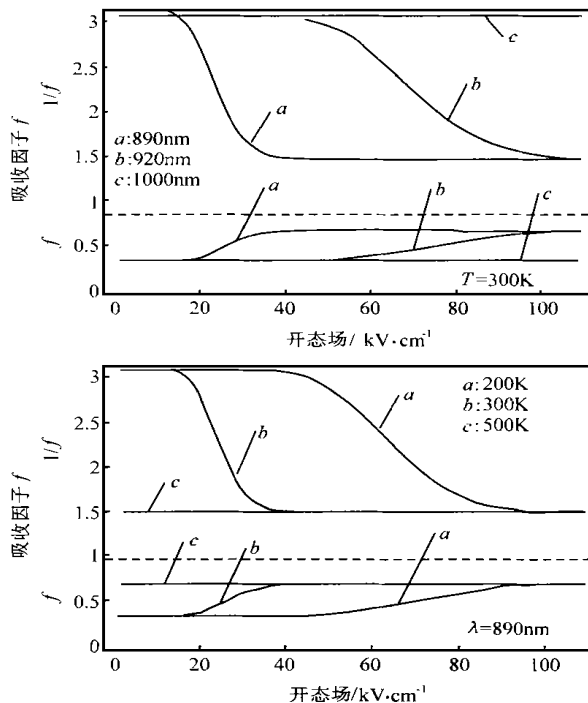 3
c
2.5
1/f
b
2
吸收因子 f
a:890nm
b:920nm
c:1000nm
a
1.5
a
b
c
1
f
0.5
T=300K
0
0
20
40
60
80
100
开态场/ kV·cm⁻¹
3
a
a:200K
b:300K
c:500K
2.5
1/f
b
2
吸收因子 f
c
1.5
c
b
a
1
f
0.5
λ=890nm
0
0
20
40
60
80
100
开态场/kV·cm⁻¹